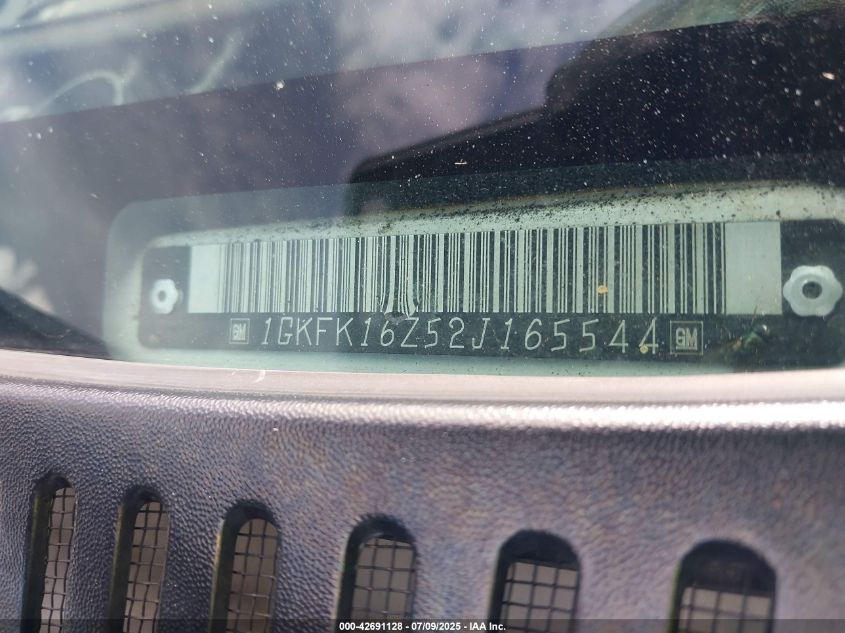 GM 1GKFK16Z52J165544 GM
000-42691128 - 07/09/2025 - IAA Inc.